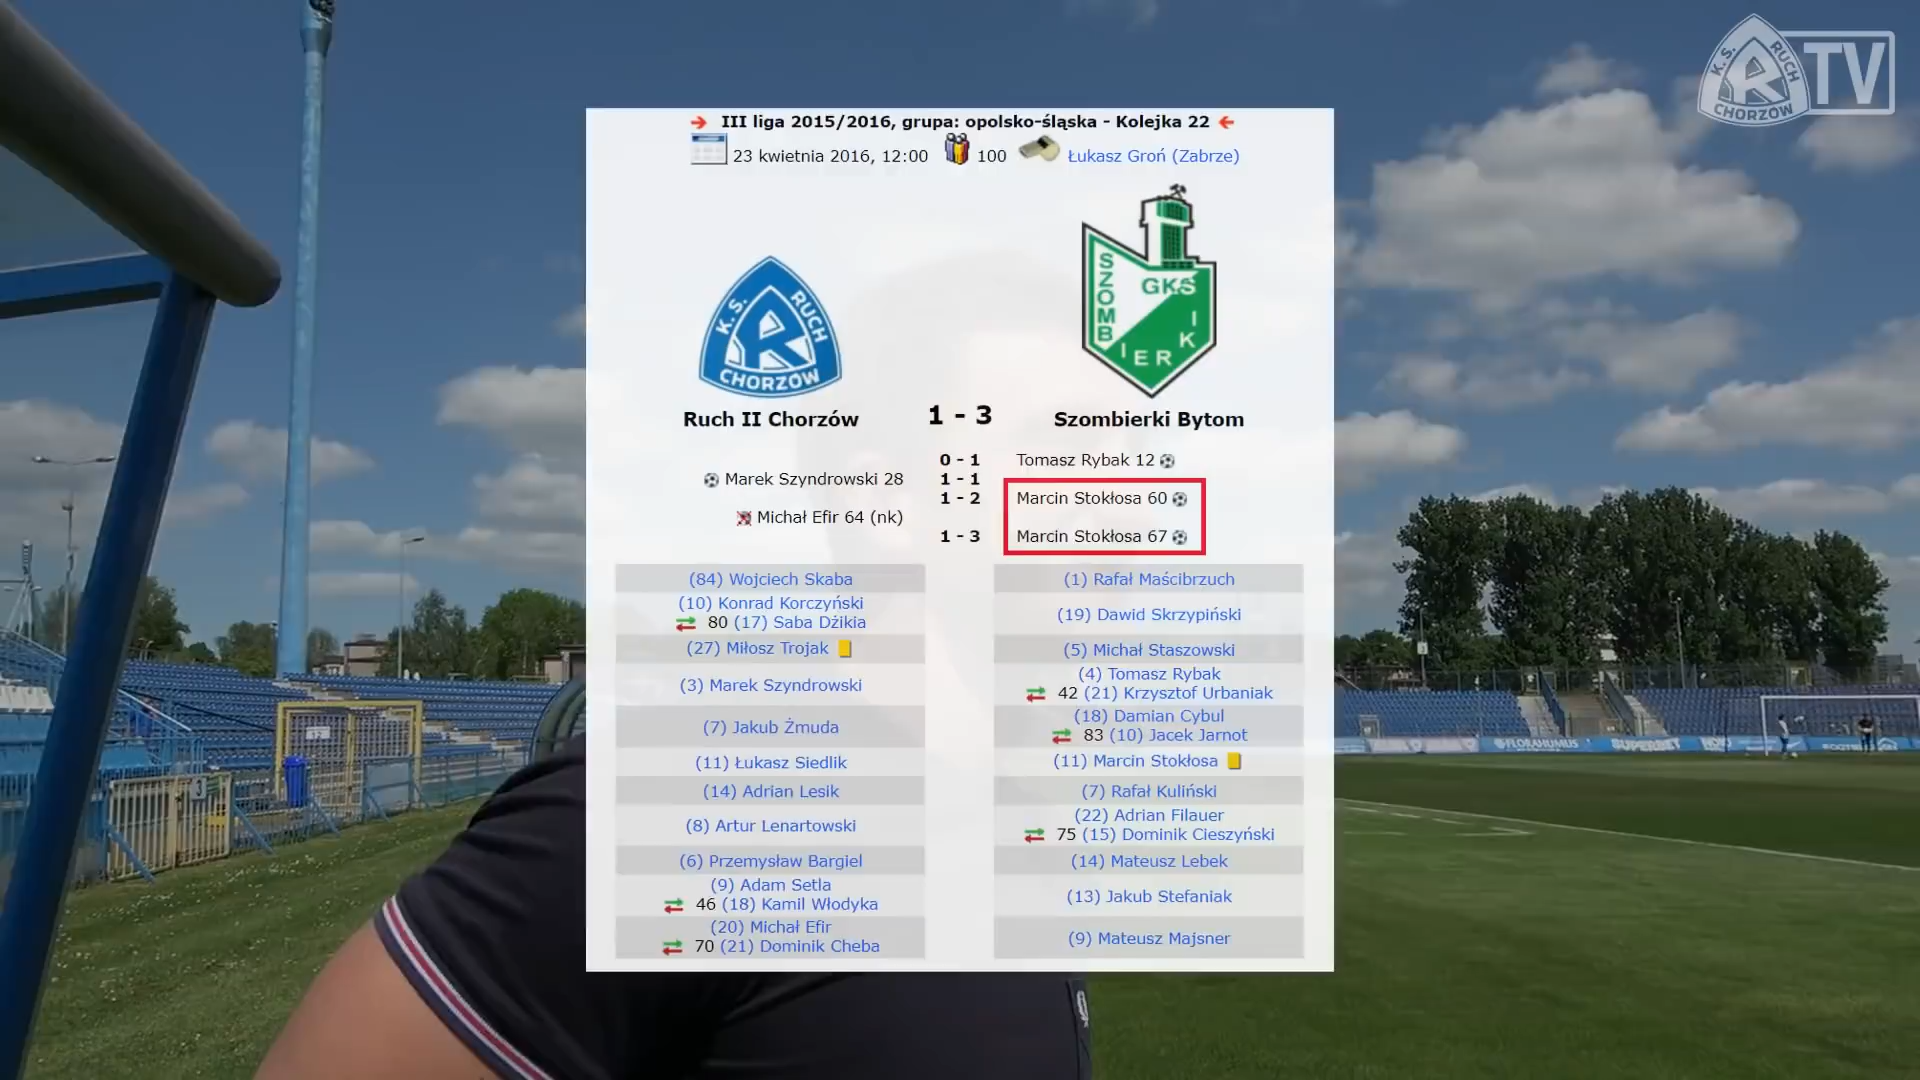 K.S. RUCH CHORZÓW R TV
III liga 2015/2016, grupa: opolsko-śląska - Kolejka 22
23 kwietnia 2016, 12:00 100 Łukasz Groń (Zabrze)
K.S. RUCH CHORZÓW R
SZOMBIERKI GKS
Ruch II Chorzów 1 - 3 Szombierki Bytom
0 - 1 Tomasz Rybak 12
Marek Szyndrowski 28 1 - 1
1 - 2 Marcin Stokłosa 60
Michał Efir 64 (nk)
1 - 3 Marcin Stokłosa 67
(84) Wojciech Skaba
(10) Konrad Korczyński
80 (17) Saba Dżikia
(27) Miłosz Trojak
(3) Marek Szyndrowski
(7) Jakub Żmuda
(11) Łukasz Siedlik
(14) Adrian Lesik
(8) Artur Lenartowski
(6) Przemysław Bargiel
(9) Adam Setla
46 (18) Kamil Włodyka
(20) Michał Efir
70 (21) Dominik Cheba
(1) Rafał Maścibrzuch
(19) Dawid Skrzypiński
(5) Michał Staszowski
(4) Tomasz Rybak
42 (21) Krzysztof Urbaniak
(18) Damian Cybul
83 (10) Jacek Jarnot
(11) Marcin Stokłosa
(7) Rafał Kuliński
(22) Adrian Filauer
75 (15) Dominik Cieszyński
(14) Mateusz Lebek
(13) Jakub Stefaniak
(9) Mateusz Majsner
3
FLORAHUMUS SUPERBET